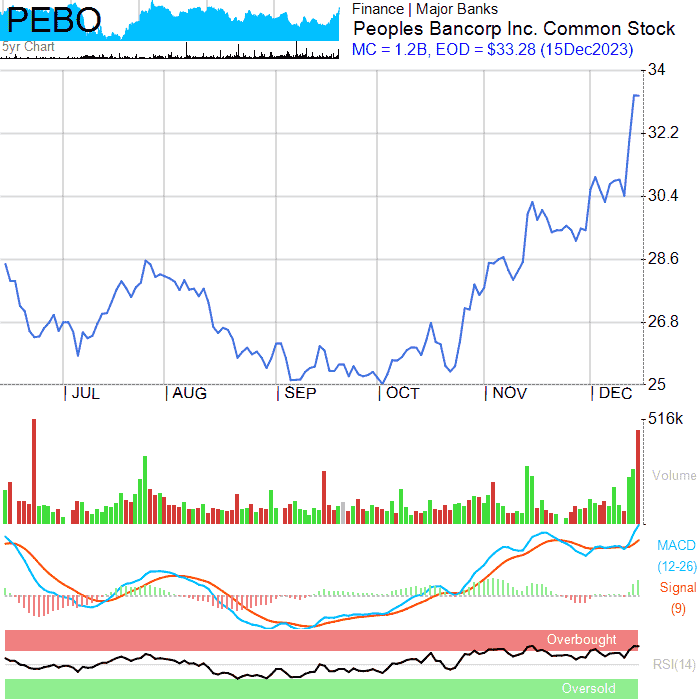 PEBO
5yr Chart
Finance | Major Banks
Peoples Bancorp Inc. Common Stock
MC = 1.2B, EOD = $33.28 (15Dec2023)
34
32.2
30.4
28.6
26.8
25
JUL AUG SEP OCT NOV DEC
516k
Volume
MACD
(12-26)
Signal
(9)
Overbought
RSI(14)
Oversold